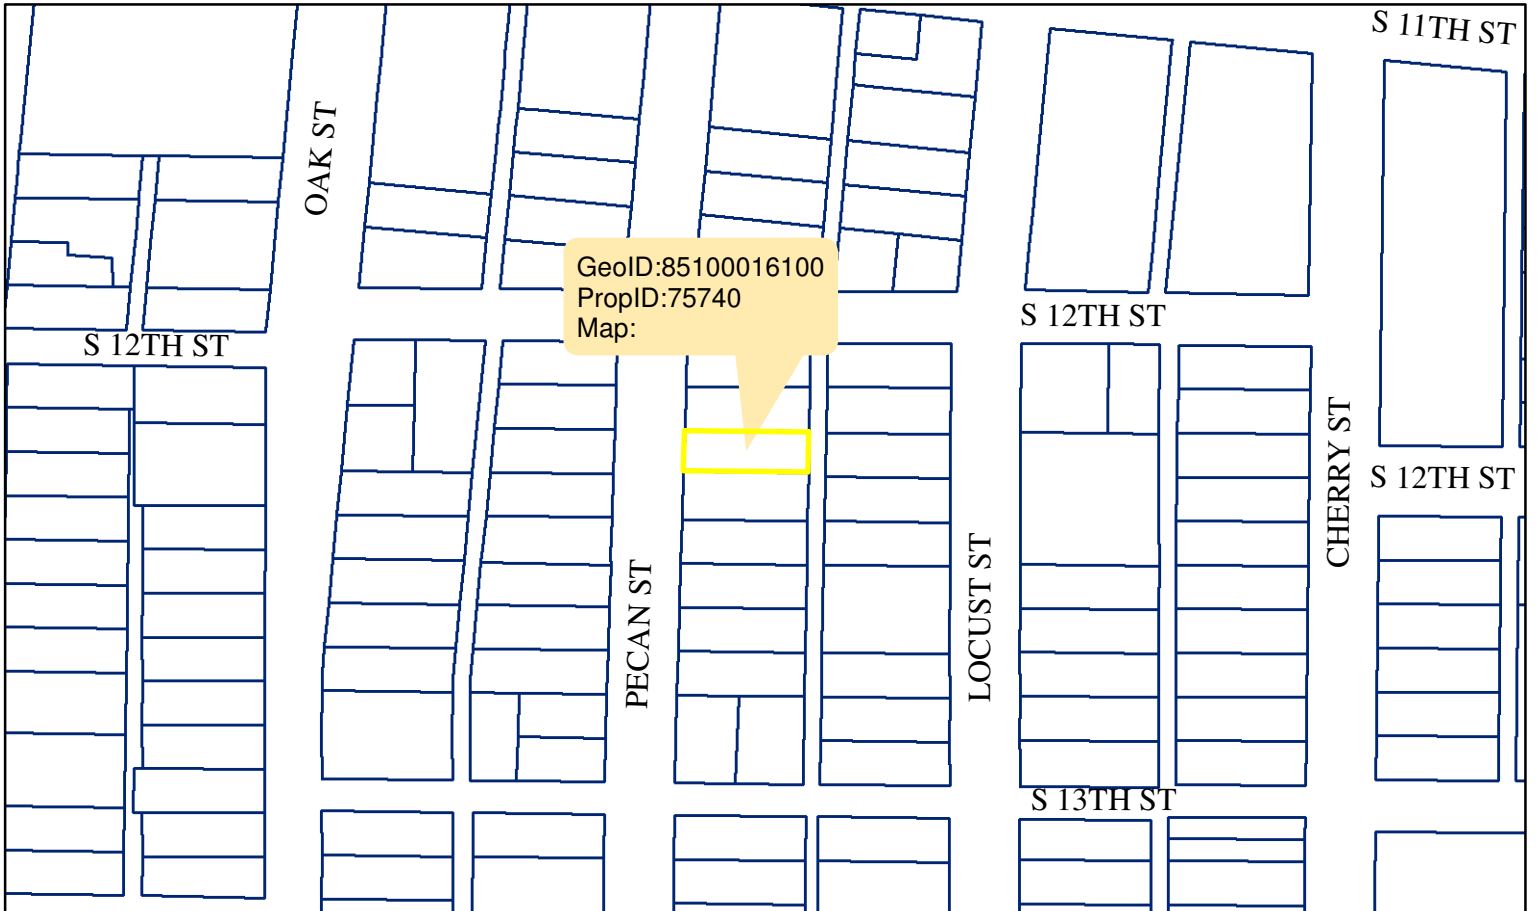 S 11TH ST
OAK ST
GeoID:85100016100
PropID:75740
Map:
S 12TH ST
S 12TH ST
CHERRY ST
S 12TH ST
PECAN ST
LOCUST ST
S 13TH ST